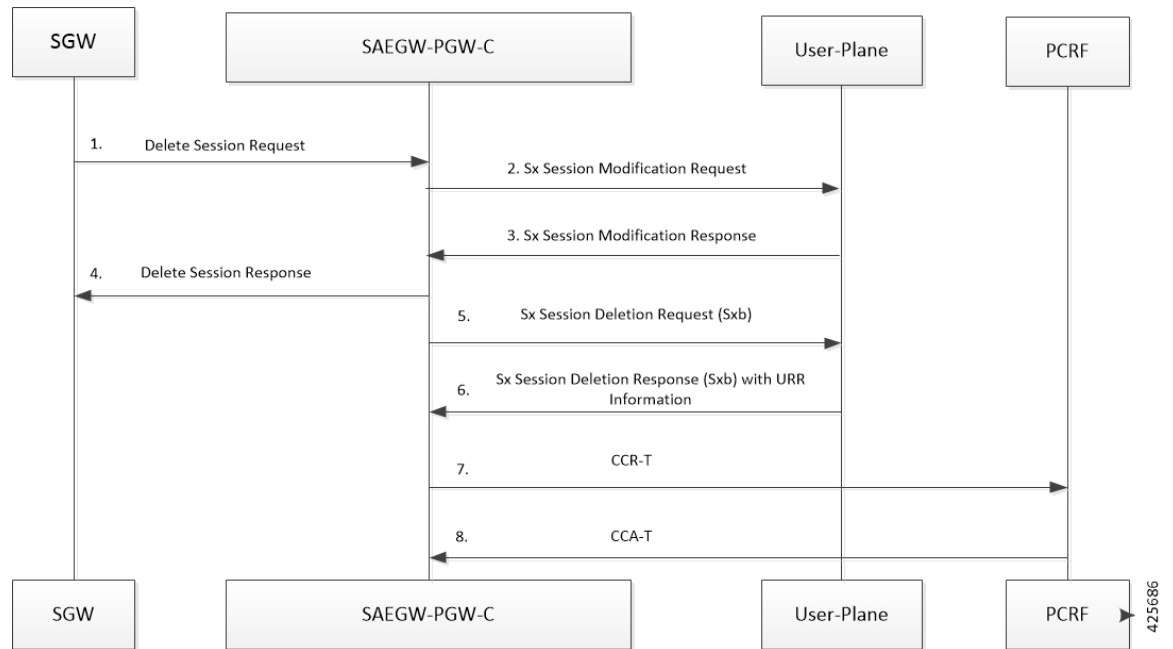 SGW
SAEGW-PGW-C
User-Plane
PCRF
1. Delete Session Request
2. Sx Session Modification Request
3. Sx Session Modification Response
4. Delete Session Response
5. Sx Session Deletion Request (Sxb)
6. Sx Session Deletion Response (Sxb) with URR
Information
7. CCR-T
8. CCA-T
SGW
SAEGW-PGW-C
User-Plane
PCRF
425686